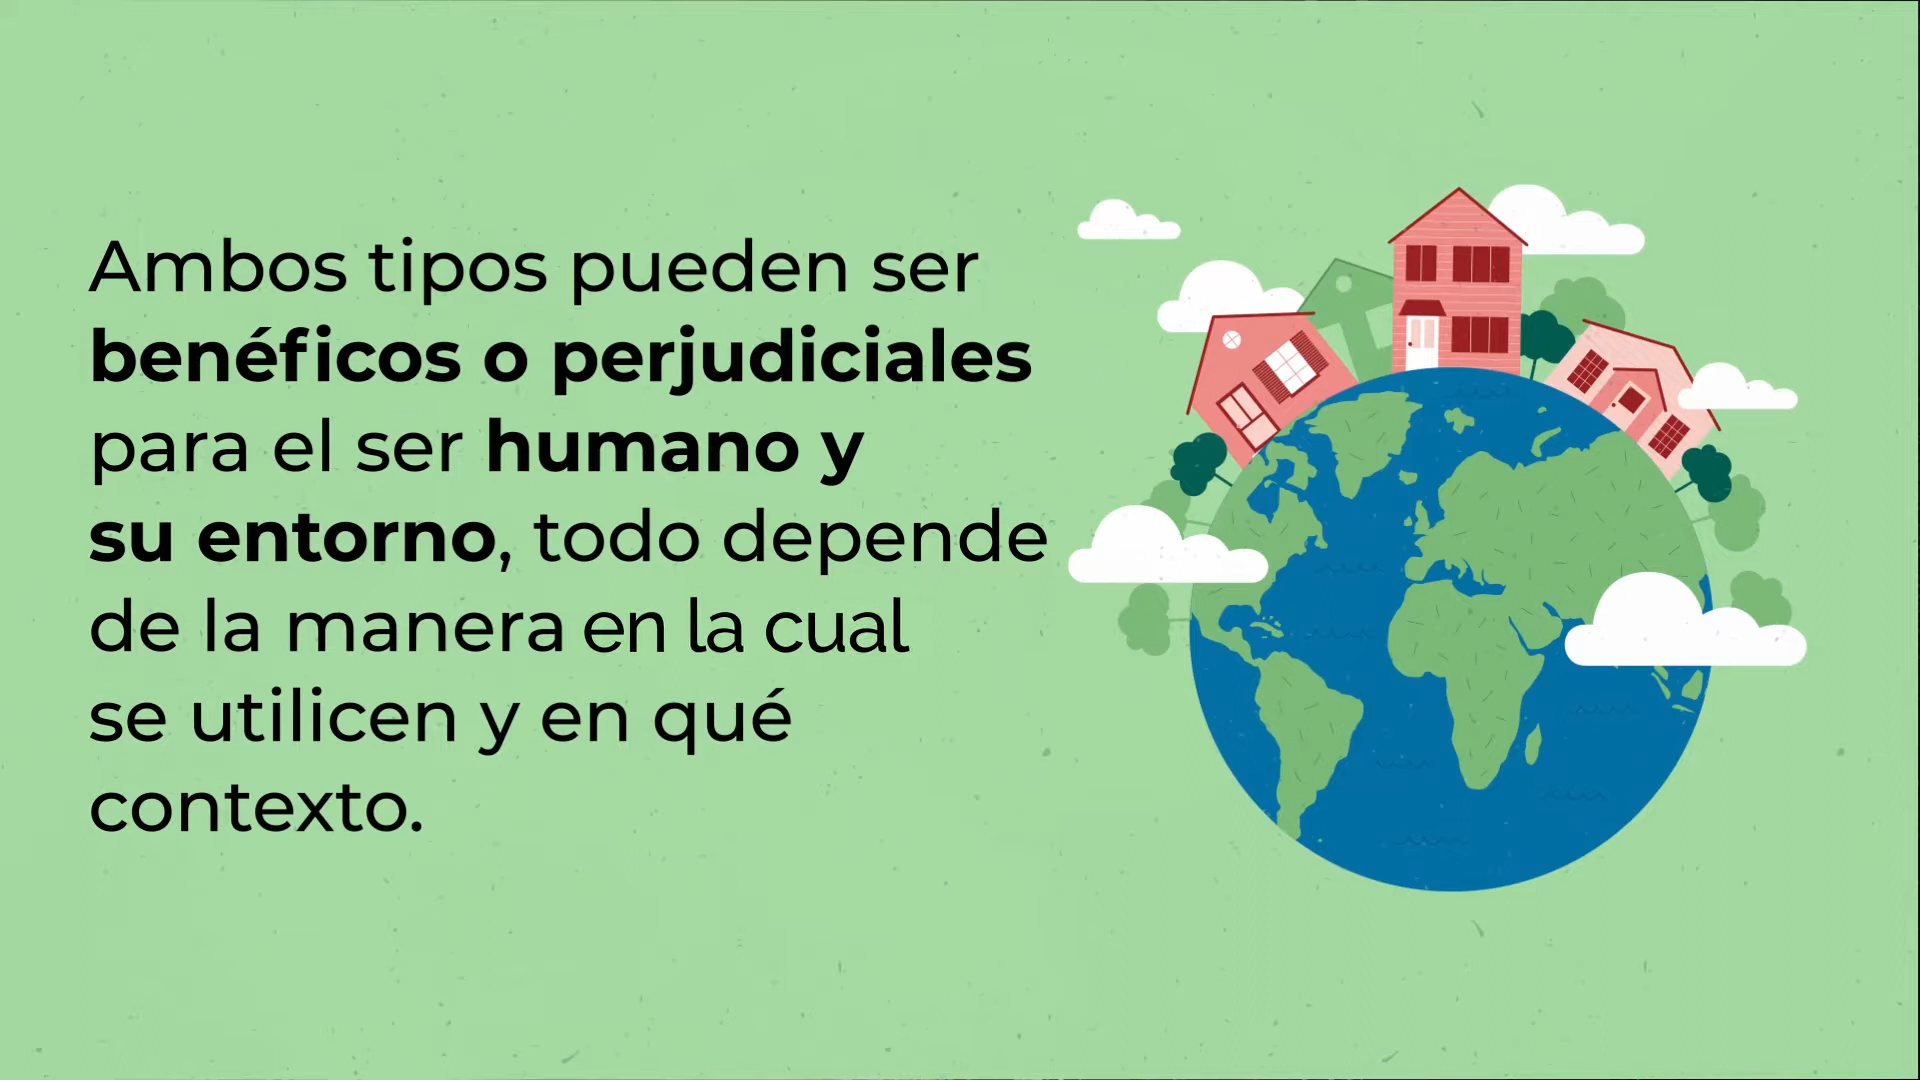 Ambos tipos pueden ser
benéficos o perjudiciales
para el ser humano y
su entorno, todo depende
de la manera en la cual
se utilicen y en qué
contexto.